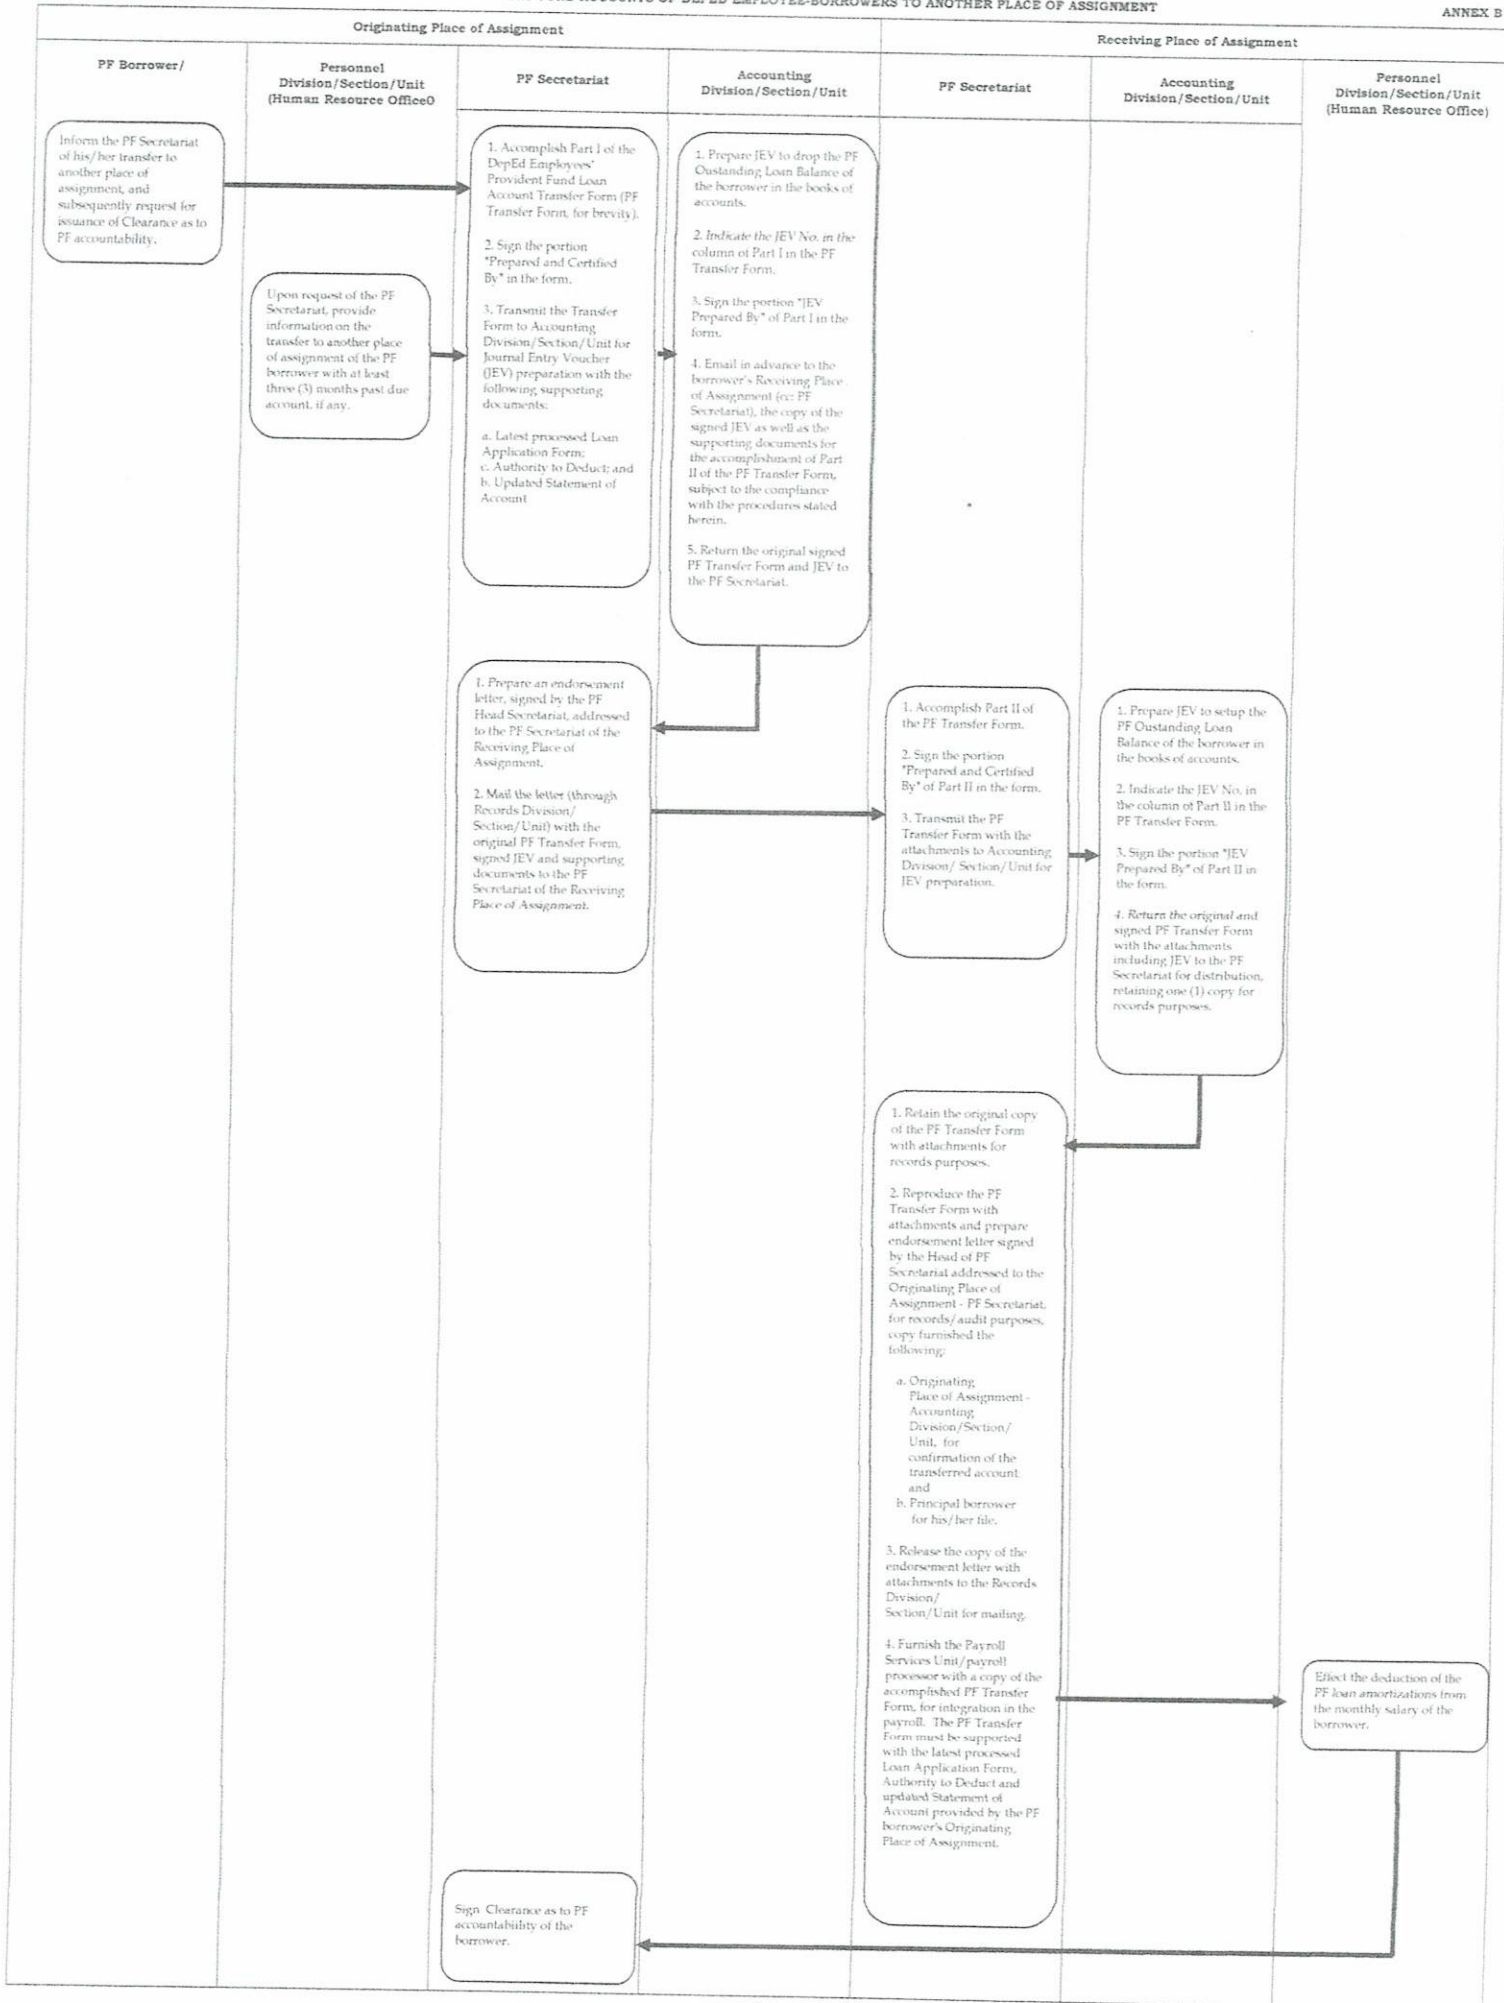 ACCOUNTS OF DEPED EMPLOYEE-BORROWERS TO ANOTHER PLACE OF ASSIGNMENT
ANNEX B
Originating Place of Assignment
Receiving Place of Assignment
PF Borrower/
Personnel
Division/Section/Unit
(Human Resource Office0
PF Secretariat
Accounting
Division/Section/Unit
PF Secretariat
Accounting
Division/Section/Unit
Personnel
Division/Section/Unit
(Human Resource Office)
Inform the PF Secretariat
of his/her transfer to
another place of
assignment, and
subsequently request for
issuance of Clearance as to
PF accountability.
Upon request of the PF
Secretariat, provide
information on the
transfer to another place
of assignment of the PF
borrower with at least
three (3) months past due
account, if any.
1. Accomplish Part I of the
DepEd Employees'
Provident Fund Loan
Account Transfer Form (PF
Transfer Form, for brevity).
2. Sign the portion
"Prepared and Certified
By" in the form.
3. Transmit the Transfer
Form to Accounting
Division/Section/Unit for
Journal Entry Voucher
(JEV) preparation with the
following supporting
documents:
a. Latest processed Loan
Application Form;
c. Authority to Deduct; and
b. Updated Statement of
Account
1. Prepare JEV to drop the PF
Oustanding Loan Balance of
the borrower in the books of
accounts.
2. Indicate the JEV No. in the
column of Part I in the PF
Transfer Form.
3. Sign the portion "JEV
Prepared By" of Part I in the
form.
4. Email in advance to the
borrower's Receiving Place
of Assignment (cc: PF
Secretariat), the copy of the
signed JEV as well as the
supporting documents for
the accomplishment of Part
II of the PF Transfer Form,
subject to the compliance
with the procedures stated
herein.
5. Return the original signed
PF Transfer Form and JEV to
the PF Secretariat.
1. Prepare an endorsement
letter, signed by the PF
Head Secretariat, addressed
to the PF Secretariat of the
Receiving Place of
Assignment.
2. Mail the letter (through
Records Division/
Section/Unit) with the
original PF Transfer Form,
signed JEV and supporting
documents to the PF
Secretariat of the Receiving
Place of Assignment.
1. Accomplish Part II of
the PF Transfer Form.
2. Sign the portion
"Prepared and Certified
By" of Part II in the form.
3. Transmit the PF
Transfer Form with the
attachments to Accounting
Division/ Section/Unit for
JEV preparation.
1. Prepare JEV to setup the
PF Oustanding Loan
Balance of the borrower in
the books of accounts.
2. Indicate the JEV No. in
the column of Part II in the
PF Transfer Form.
3. Sign the portion "JEV
Prepared By" of Part II in
the form.
4. Return the original and
signed PF Transfer Form
with the attachments
including JEV to the PF
Secretariat for distribution,
retaining one (1) copy for
records purposes.
1. Retain the original copy
of the PF Transfer Form
with attachments for
records purposes.
2. Reproduce the PF
Transfer Form with
attachments and prepare
endorsement letter signed
by the Head of PF
Secretariat addressed to the
Originating Place of
Assignment - PF Secretariat,
for records/audit purposes,
copy furnished the
following:
a. Originating
Place of Assignment -
Accounting
Division/Section/
Unit, for
confirmation of the
transferred account
and
b. Principal borrower
for his/her file.
3. Release the copy of the
endorsement letter with
attachments to the Records
Division/
Section/Unit for mailing.
4. Furnish the Payroll
Services Unit/payroll
processor with a copy of the
accomplished PF Transfer
Form, for integration in the
payroll. The PF Transfer
Form must be supported
with the latest processed
Loan Application Form,
Authority to Deduct and
updated Statement of
Account provided by the PF
borrower's Originating
Place of Assignment.
Effect the deduction of the
PF loan amortizations from
the monthly salary of the
borrower.
Sign Clearance as to PF
accountability of the
borrower.